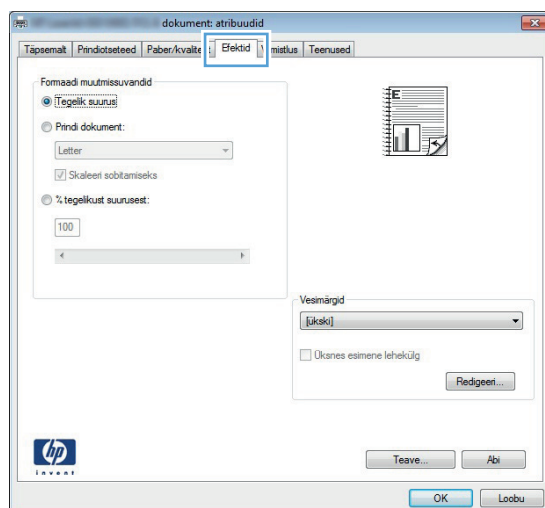 dokument: atribuudid
Täpsemalt Prindiotseteed Efektid Teenused
Formaadi muutmissuvandid
Tegelik suurus
Prindi dokument:
Letter
Skaleeri sobitamiseks
% tegelikust suurusest:
100
E
Vesimärgid
[ükski]
Üksnes esimene lehekülg
Redigeeri...
hp
invent
Teave... Abi
OK Loobu